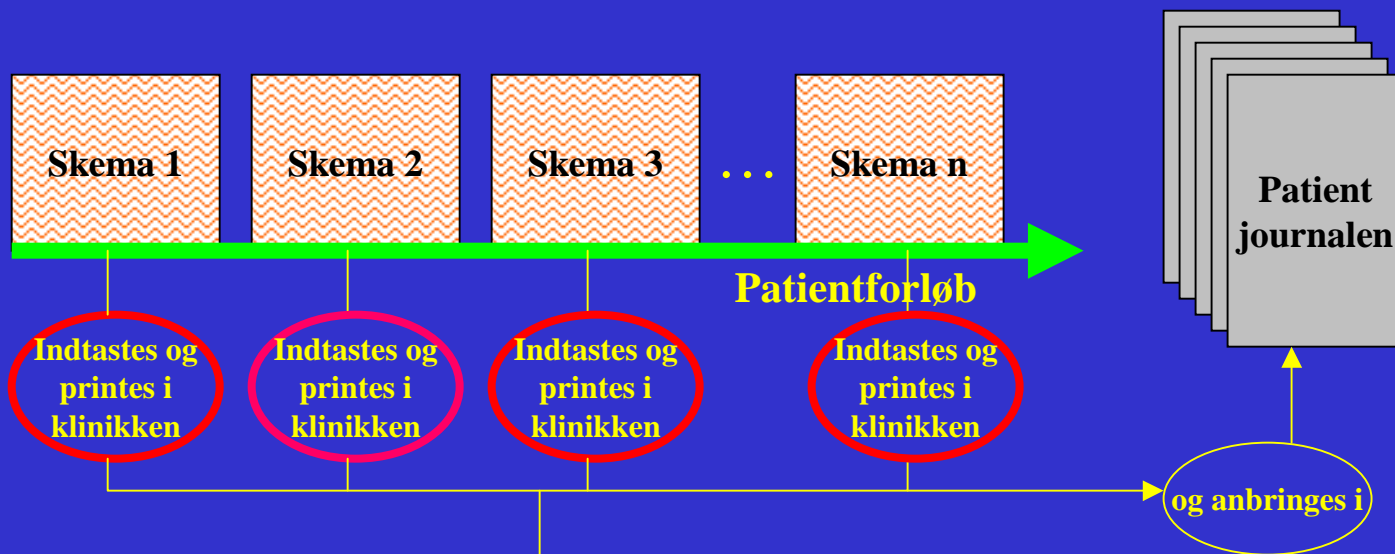 Skema 1
Skema 2
Skema 3
. . .
Skema n
Patient
journalen
Patientforløb
Indtastes og
printes i
klinikken
Indtastes og
printes i
klinikken
Indtastes og
printes i
klinikken
Indtastes og
printes i
klinikken
og anbringes i